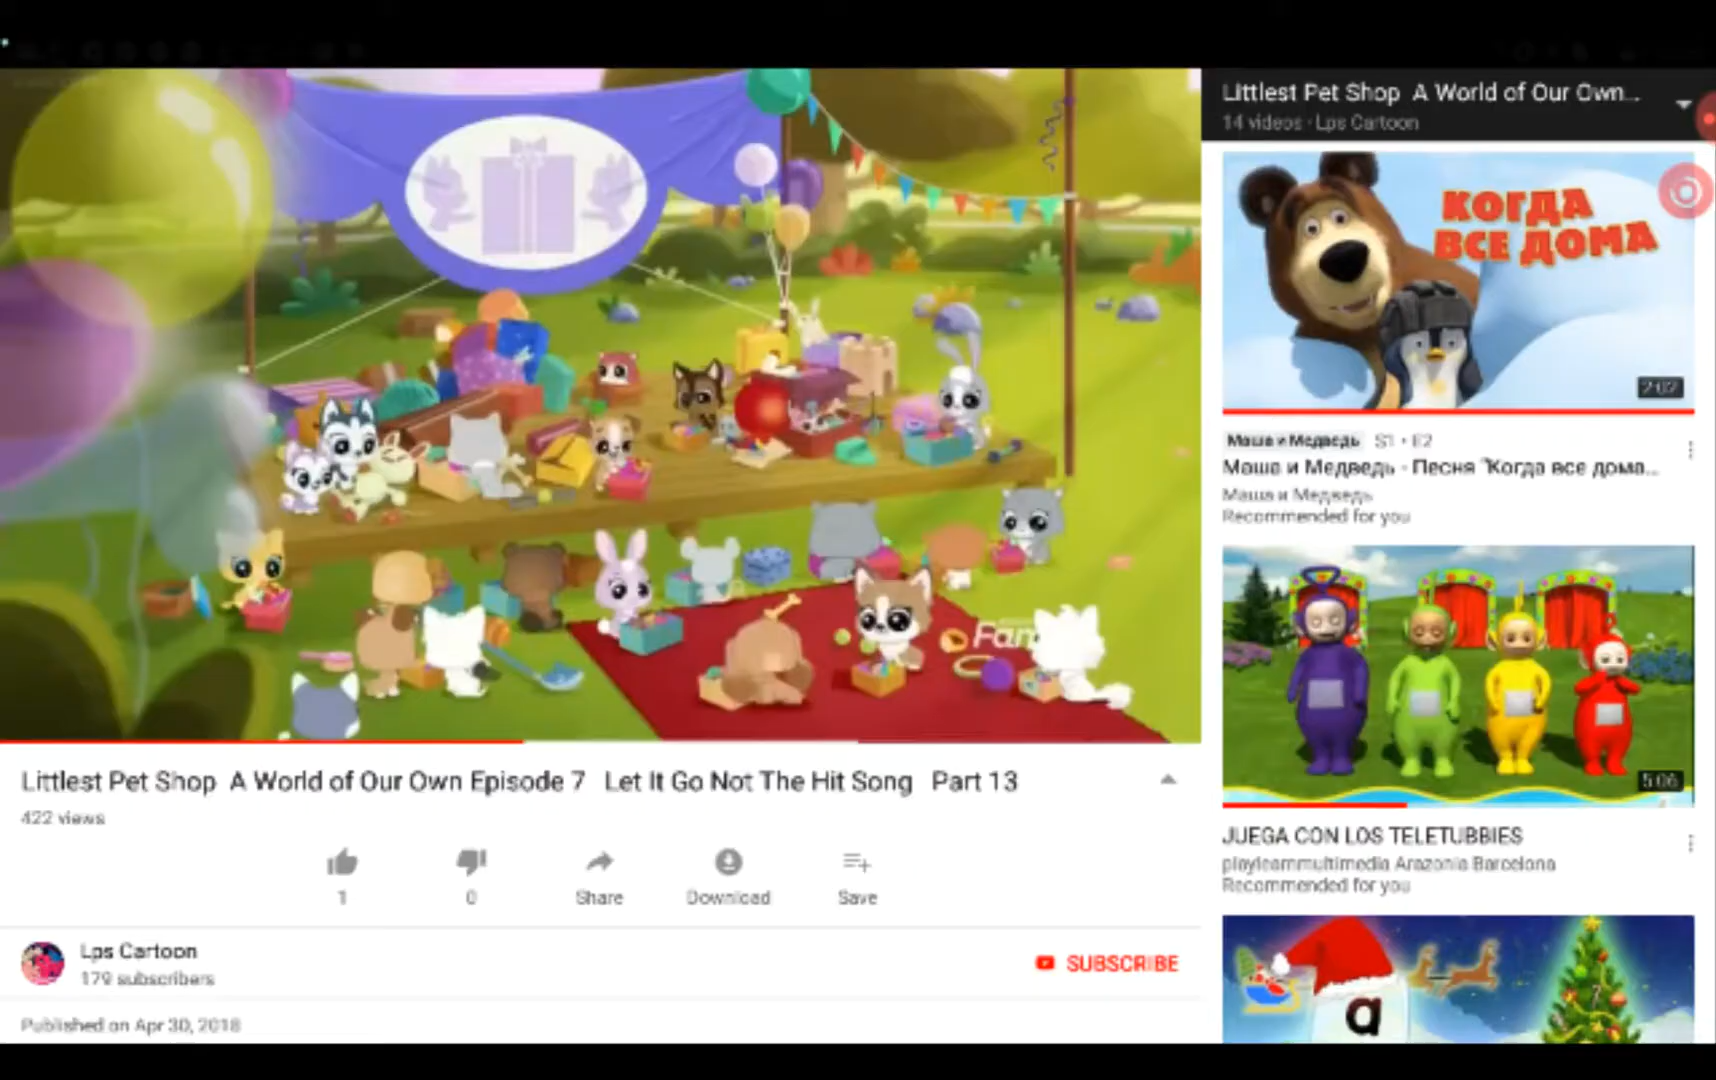 Fam
Littlest Pet Shop A World of Our Own Episode 7 Let It Go Not The Hit Song Part 13
422 views
1
0
Share
Download
Save
Lps Cartoon
179 subscribers
SUBSCRIBE
Published on Apr 30, 2018
Littlest Pet Shop A World of Our Own...
14 videos · Lps Cartoon
КОГДА
ВСЕ ДОМА
2:02
Маша и Медведь S1 • E2
Маша и Медведь - Песня "Когда все дома...
Маша и Медведь
Recommended for you
5:06
JUEGA CON LOS TELETUBBIES
playlearnmultimedia Arazonia Barcelona
Recommended for you
a